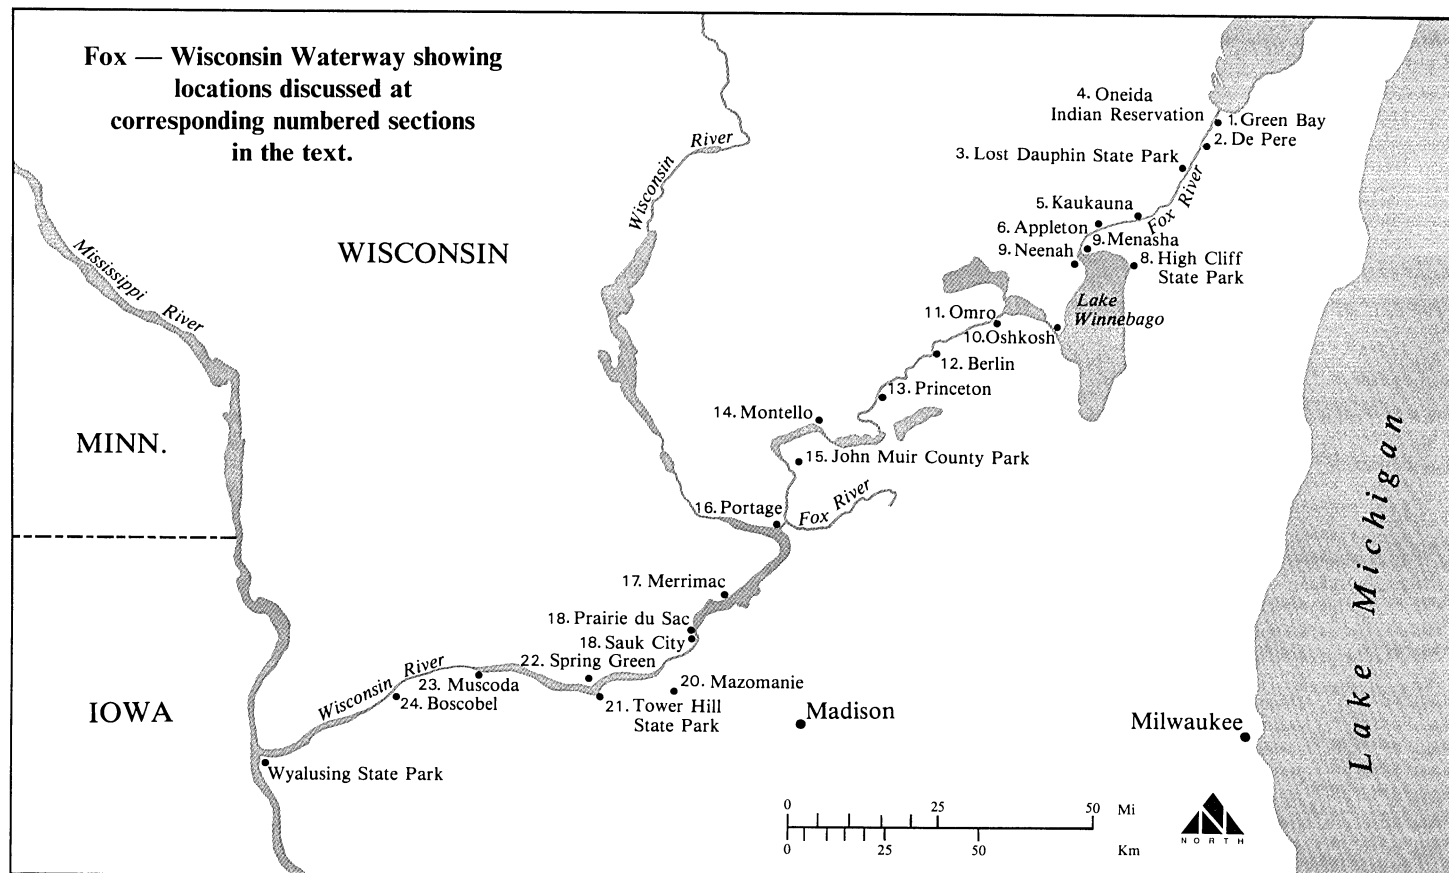 Fox — Wisconsin Waterway showing
locations discussed at
corresponding numbered sections
in the text.
4. Oneida
Indian Reservation
1. Green Bay
2. De Pere
3. Lost Dauphin State Park
Fox River
5. Kaukauna
6. Appleton
9. Menasha
9. Neenah
8. High Cliff
State Park
Lake
Winnebago
11. Omro
10. Oshkosh
12. Berlin
13. Princeton
14. Montello
15. John Muir County Park
16. Portage
Fox River
Wisconsin River
WISCONSIN
Mississippi River
MINN.
IOWA
17. Merrimac
18. Prairie du Sac
18. Sauk City
22. Spring Green
20. Mazomanie
21. Tower Hill
State Park
23. Muscoda
24. Boscobel
Wisconsin River
Wyalusing State Park
Madison
Milwaukee
Lake Michigan
0 25 50 Mi
0 25 50 Km
NORTH